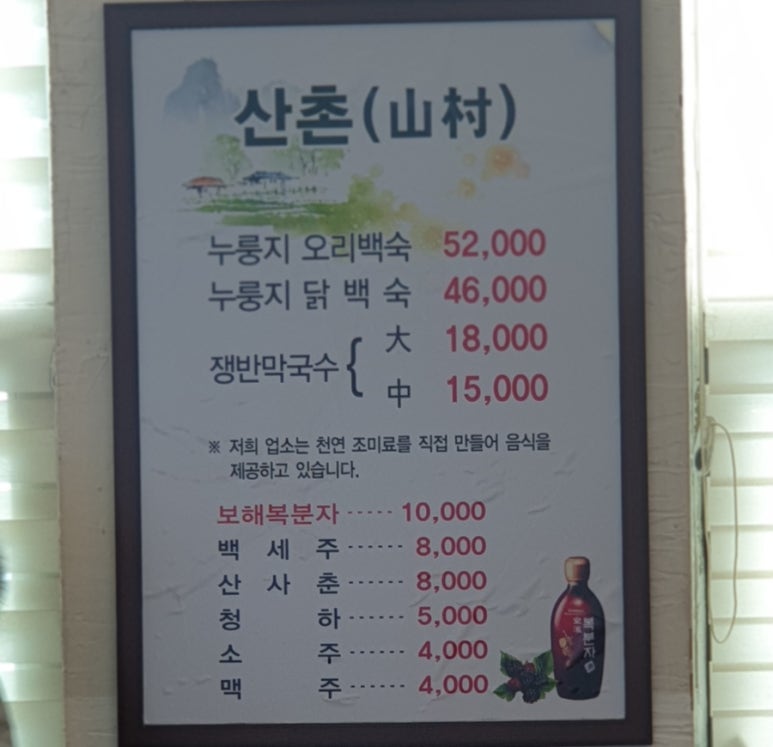 산촌(山村)
누룽지 오리백숙 52,000
누룽지 닭 백 숙 46,000
쟁반막국수 { 大 18,000
中 15,000
※ 저희 업소는 천연 조미료를 직접 만들어 음식을
제공하고 있습니다.
보해복분자 ····· 10,000
백 세 주 ······ 8,000
산 사 춘 ······ 8,000
청 하 ······ 5,000
소 주 ······ 4,000
맥 주 ······ 4,000
복분자